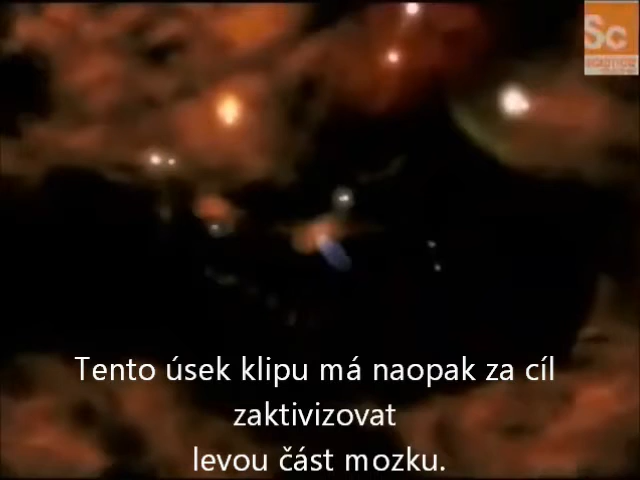 Sc
Tento úsek klipu má naopak za cíl
zaktivizovat
levou část mozku.